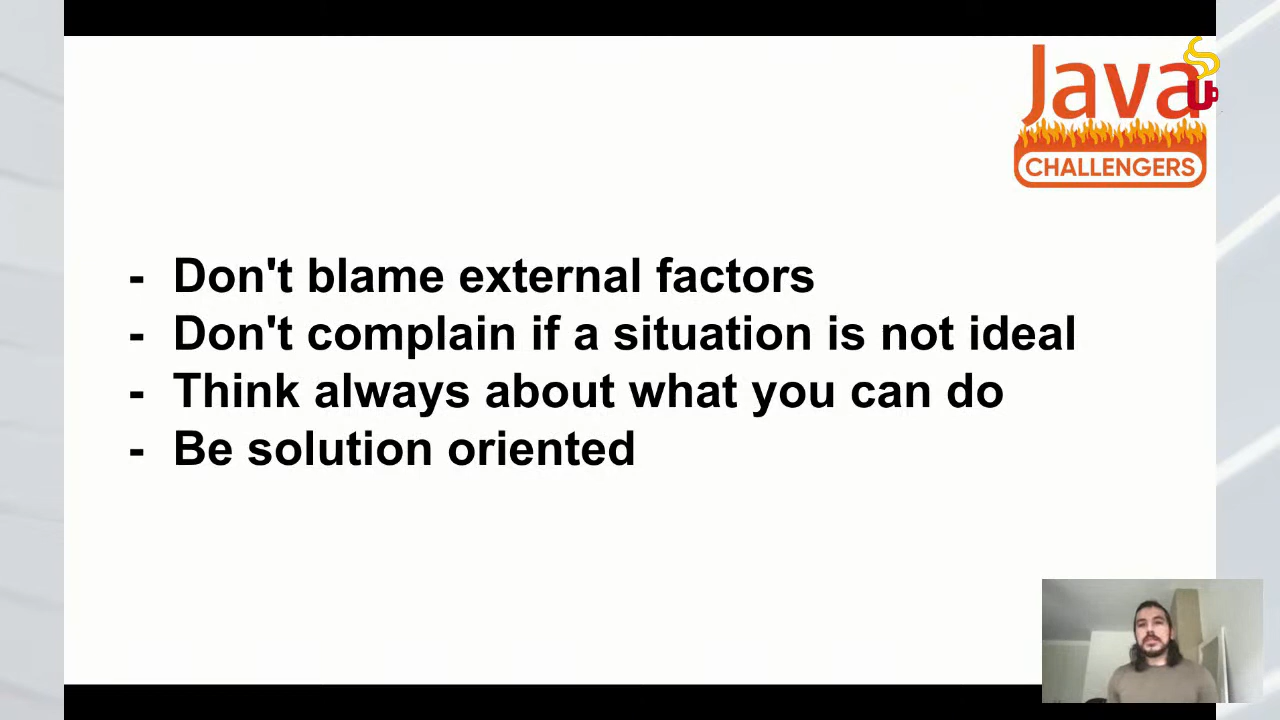 Java
CHALLENGERS
- Don't blame external factors
- Don't complain if a situation is not ideal
- Think always about what you can do
- Be solution oriented